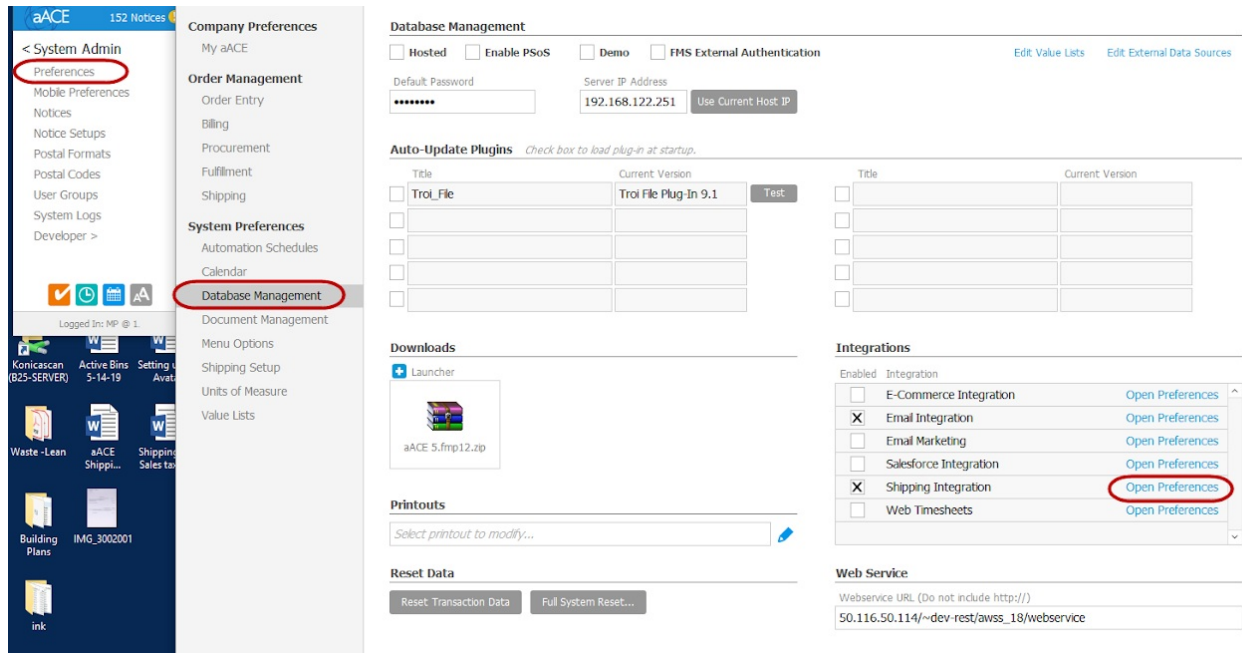 aACE 152 Notices
< System Admin
Preferences
Mobile Preferences
Notices
Notice Setups
Postal Formats
Postal Codes
User Groups
System Logs
Developer >
Logged In: MP @ 1.
Konicascan (B25-SERVER)
Active Bins 5-14-19
Setting u
Avat
Waste -Lean
aACE Shippi...
Shipping
Sales tax
Building Plans
IMG_3002001
ink
Company Preferences
My aACE
Order Management
Order Entry
Billing
Procurement
Fulfillment
Shipping
System Preferences
Automation Schedules
Calendar
Database Management
Document Management
Menu Options
Shipping Setup
Units of Measure
Value Lists
Database Management
Hosted Enable PSoS Demo FMS External Authentication Edit Value Lists Edit External Data Sources
Default Password Server IP Address
•••••••• 192.168.122.251 Use Current Host IP
Auto-Update Plugins Check box to load plug-in at startup.
Title Current Version Title Current Version
Troi_File Troi File Plug-In 9.1 Test
Downloads
Launcher
aACE 5.fmp12.zip
Printouts
Select printout to modify...
Reset Data
Reset Transaction Data Full System Reset...
Integrations
Enabled Integration
E-Commerce Integration Open Preferences
X Email Integration Open Preferences
Email Marketing Open Preferences
Salesforce Integration Open Preferences
X Shipping Integration Open Preferences
Web Timesheets Open Preferences
Web Service
Webservice URL (Do not include http://)
50.116.50.114/~dev-rest/awss_18/webservice